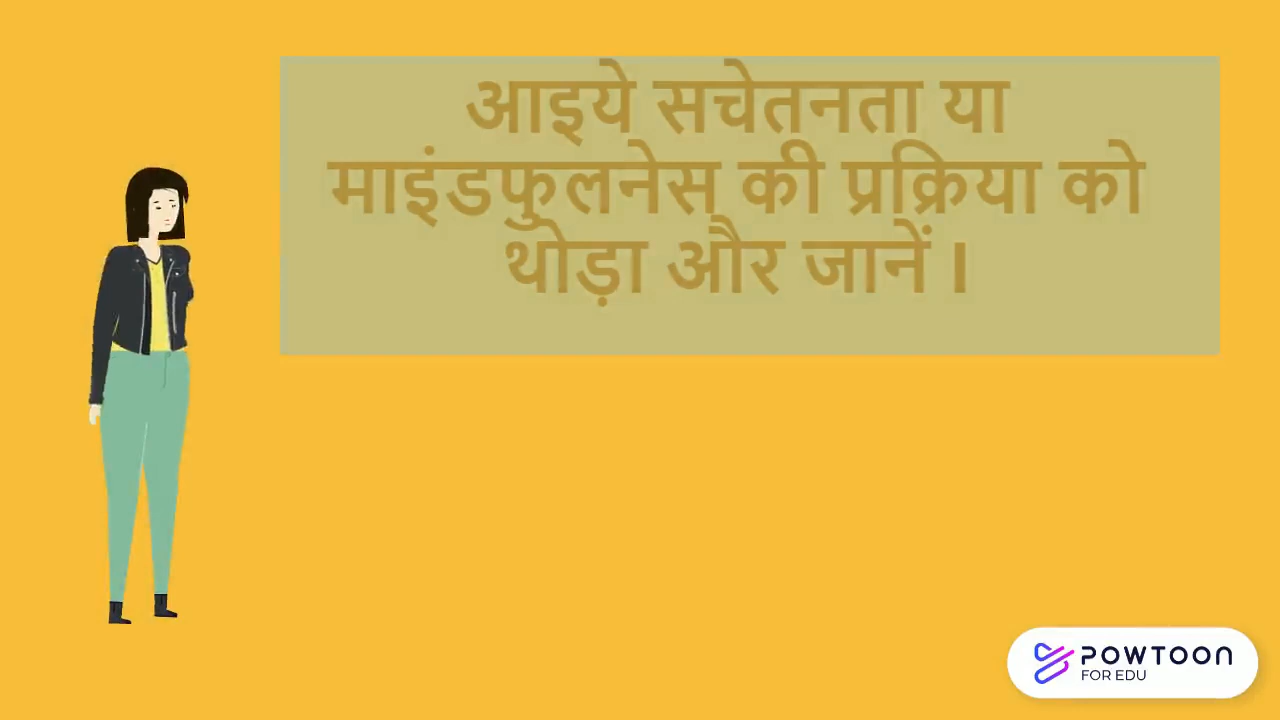 आइये सचेतनता या
माइंडफुलनेस की प्रक्रिया को
थोड़ा और जानें ।
POWTOON
FOR EDU